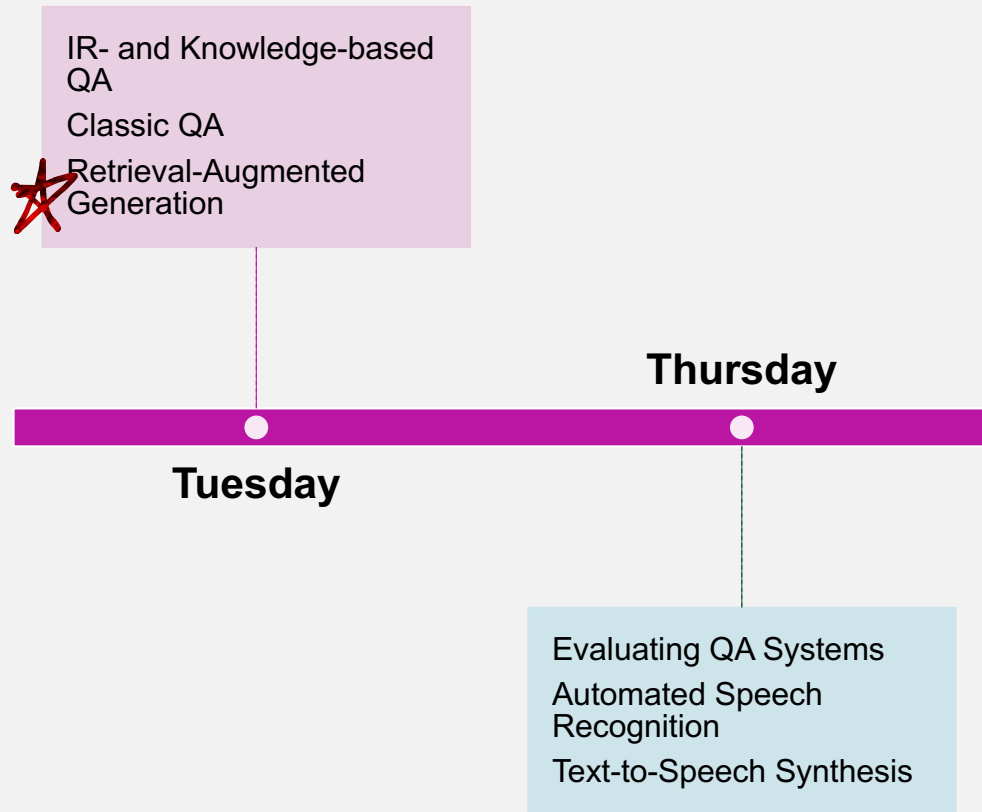 IR- and Knowledge-based
QA
Classic QA
Retrieval-Augmented
Generation
Thursday
Tuesday
Evaluating QA Systems
Automated Speech
Recognition
Text-to-Speech Synthesis